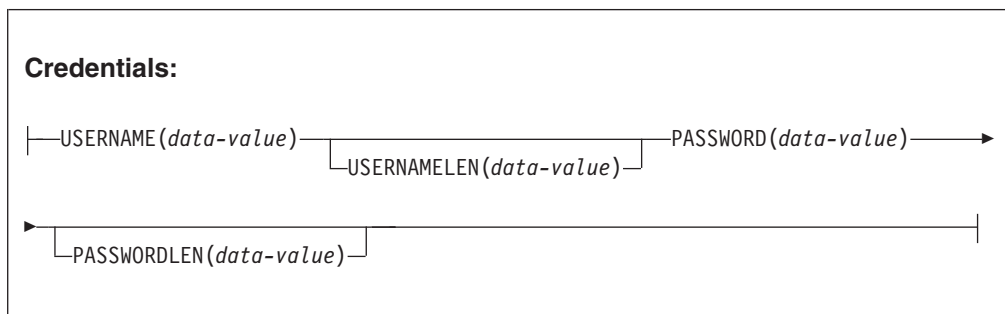 Credentials:
USERNAME(data-value) PASSWORD(data-value)
USERNAMELEN(data-value)
PASSWORDLEN(data-value)